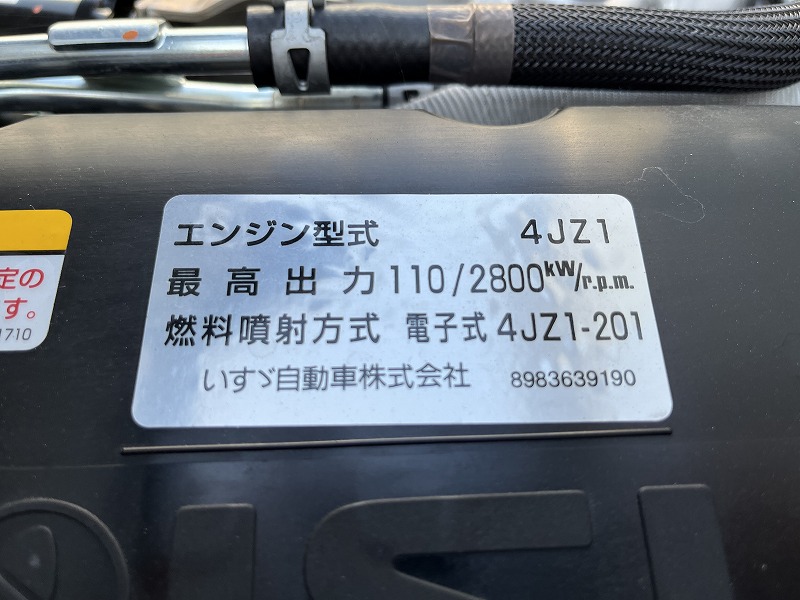 エンジン型式 4JZ1
最高出力 110/2800kW/r.p.m.
燃料噴射方式 電子式 4JZ1-201
いすゞ自動車株式会社 8983639190
定の
す。
1710